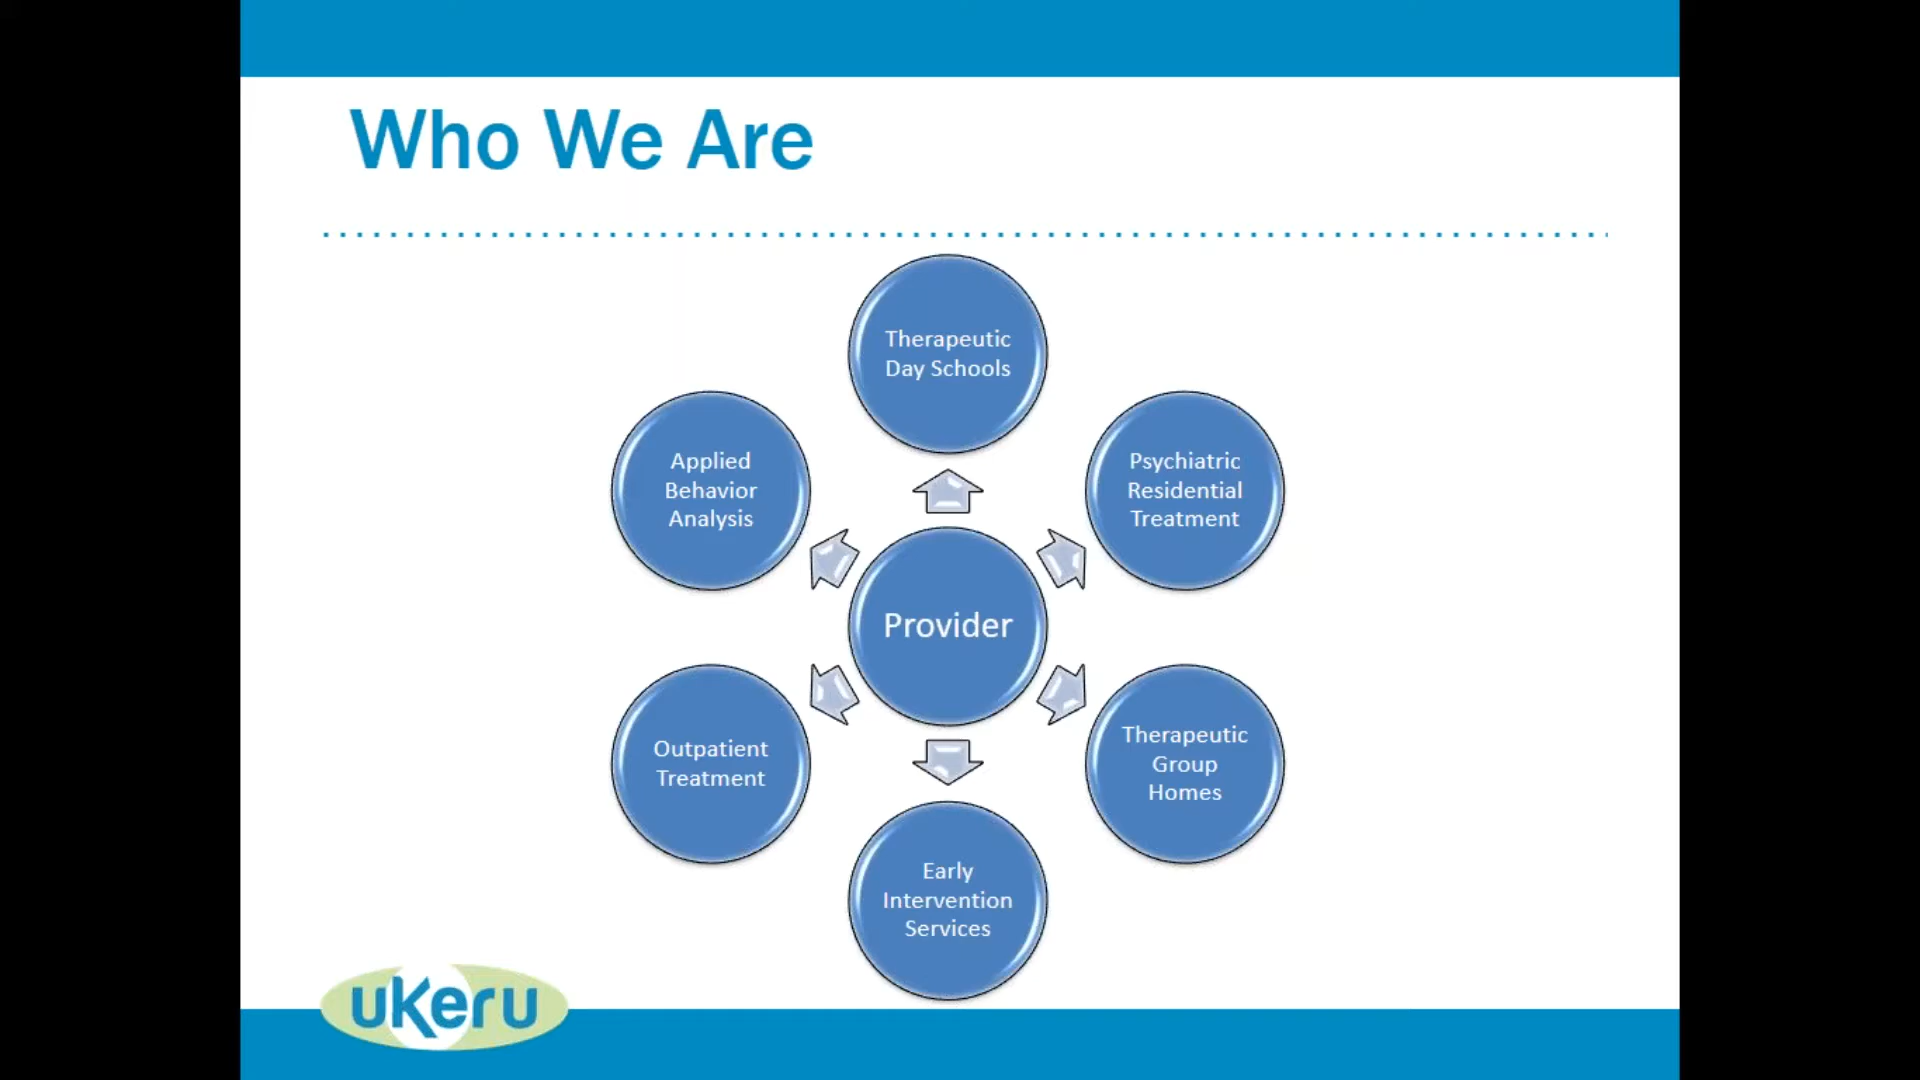 Who We Are
Therapeutic
Day Schools
Applied
Behavior
Analysis
Psychiatric
Residential
Treatment
Provider
Outpatient
Treatment
Therapeutic
Group
Homes
Early
Intervention
Services
uKeru